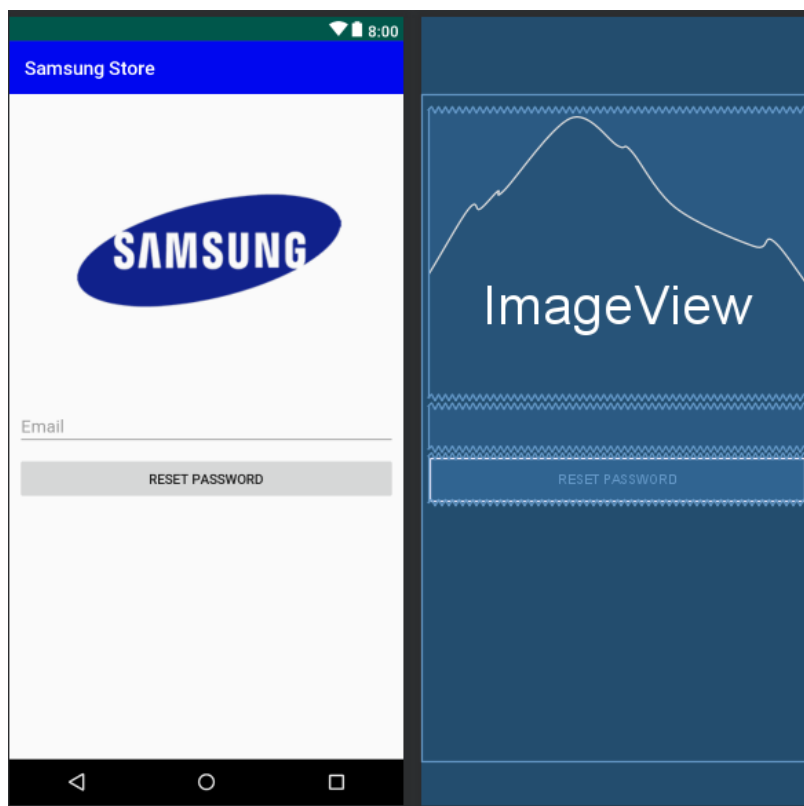 8:00
Samsung Store
SAMSUNG
Email
RESET PASSWORD
ImageView
RESET PASSWORD